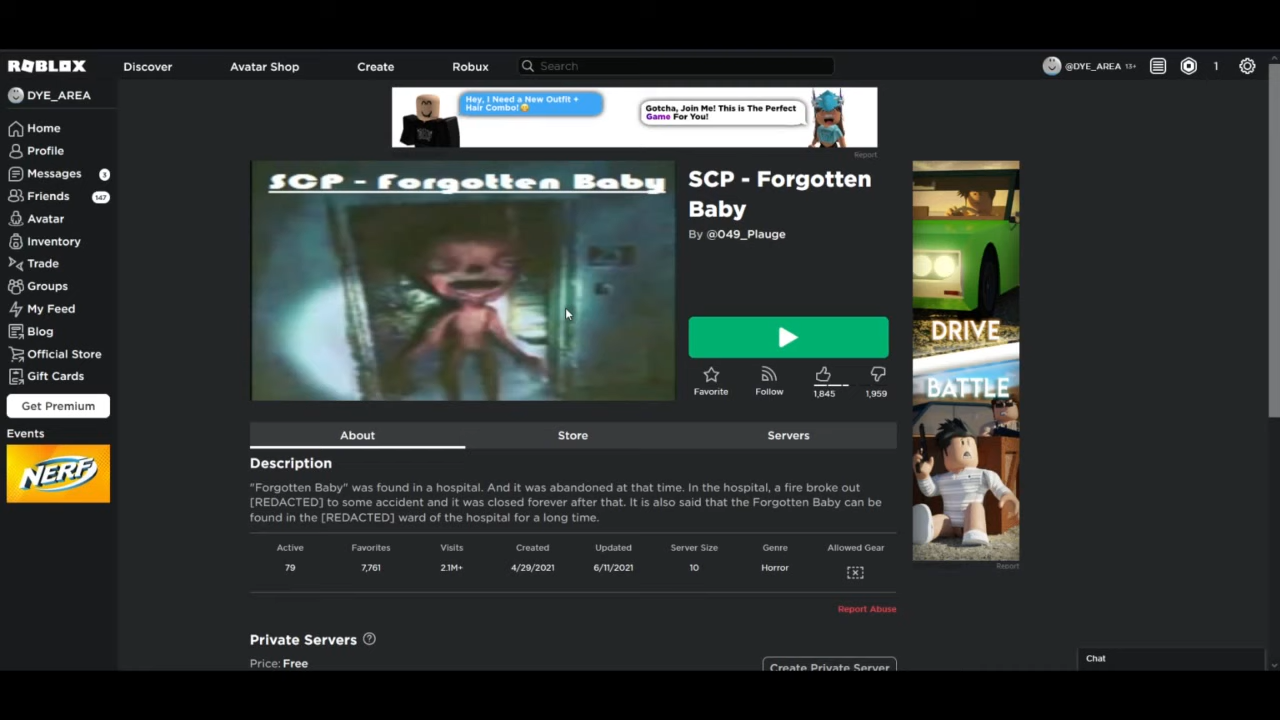 ROBLOX
Discover
Avatar Shop
Create
Robux
Search
@DYE_AREA 13+
1
DYE_AREA
Home
Profile
Messages 3
Friends 147
Avatar
Inventory
Trade
Groups
My Feed
Blog
Official Store
Gift Cards
Get Premium
Events
NERF
Hey, I Need a New Outfit +
Hair Combo!
Gotcha, Join Me! This is The Perfect
Game For You!
Report
SCP - Forgotten Baby
SCP - Forgotten
Baby
By @049_Plauge
Favorite
Follow
1,845
1,959
DRIVE
BATTLE
Report
About
Store
Servers
Description
"Forgotten Baby" was found in a hospital. And it was abandoned at that time. In the hospital, a fire broke out
[REDACTED] to some accident and it was closed forever after that. It is also said that the Forgotten Baby can be
found in the [REDACTED] ward of the hospital for a long time.
Active
Favorites
Visits
Created
Updated
Server Size
Genre
Allowed Gear
79
7,761
2.1M+
4/29/2021
6/11/2021
10
Horror
Report Abuse
Private Servers
Price: Free
Create Private Server
Chat